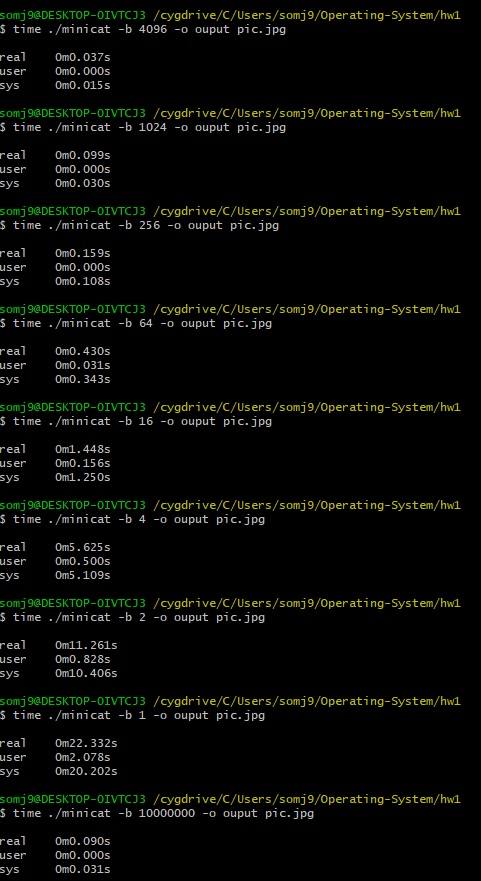 somj9@DESKTOP-OIVTCJ3 /cygdrive/C/Users/somj9/Operating-System/hw1
$ time ./minicat -b 4096 -o ouput pic.jpg
real 0m0.037s
user 0m0.000s
sys 0m0.015s
somj9@DESKTOP-OIVTCJ3 /cygdrive/C/Users/somj9/Operating-System/hw1
$ time ./minicat -b 1024 -o ouput pic.jpg
real 0m0.099s
user 0m0.000s
sys 0m0.030s
somj9@DESKTOP-OIVTCJ3 /cygdrive/C/Users/somj9/Operating-System/hw1
$ time ./minicat -b 256 -o ouput pic.jpg
real 0m0.159s
user 0m0.000s
sys 0m0.108s
somj9@DESKTOP-OIVTCJ3 /cygdrive/C/Users/somj9/Operating-System/hw1
$ time ./minicat -b 64 -o ouput pic.jpg
real 0m0.430s
user 0m0.031s
sys 0m0.343s
somj9@DESKTOP-OIVTCJ3 /cygdrive/C/Users/somj9/Operating-System/hw1
$ time ./minicat -b 16 -o ouput pic.jpg
real 0m1.448s
user 0m0.156s
sys 0m1.250s
somj9@DESKTOP-OIVTCJ3 /cygdrive/C/Users/somj9/Operating-System/hw1
$ time ./minicat -b 4 -o ouput pic.jpg
real 0m5.625s
user 0m0.500s
sys 0m5.109s
somj9@DESKTOP-OIVTCJ3 /cygdrive/C/Users/somj9/Operating-System/hw1
$ time ./minicat -b 2 -o ouput pic.jpg
real 0m11.261s
user 0m0.828s
sys 0m10.406s
somj9@DESKTOP-OIVTCJ3 /cygdrive/C/Users/somj9/Operating-System/hw1
$ time ./minicat -b 1 -o ouput pic.jpg
real 0m22.332s
user 0m2.078s
sys 0m20.202s
somj9@DESKTOP-OIVTCJ3 /cygdrive/C/Users/somj9/Operating-System/hw1
$ time ./minicat -b 10000000 -o ouput pic.jpg
real 0m0.090s
user 0m0.000s
sys 0m0.031s